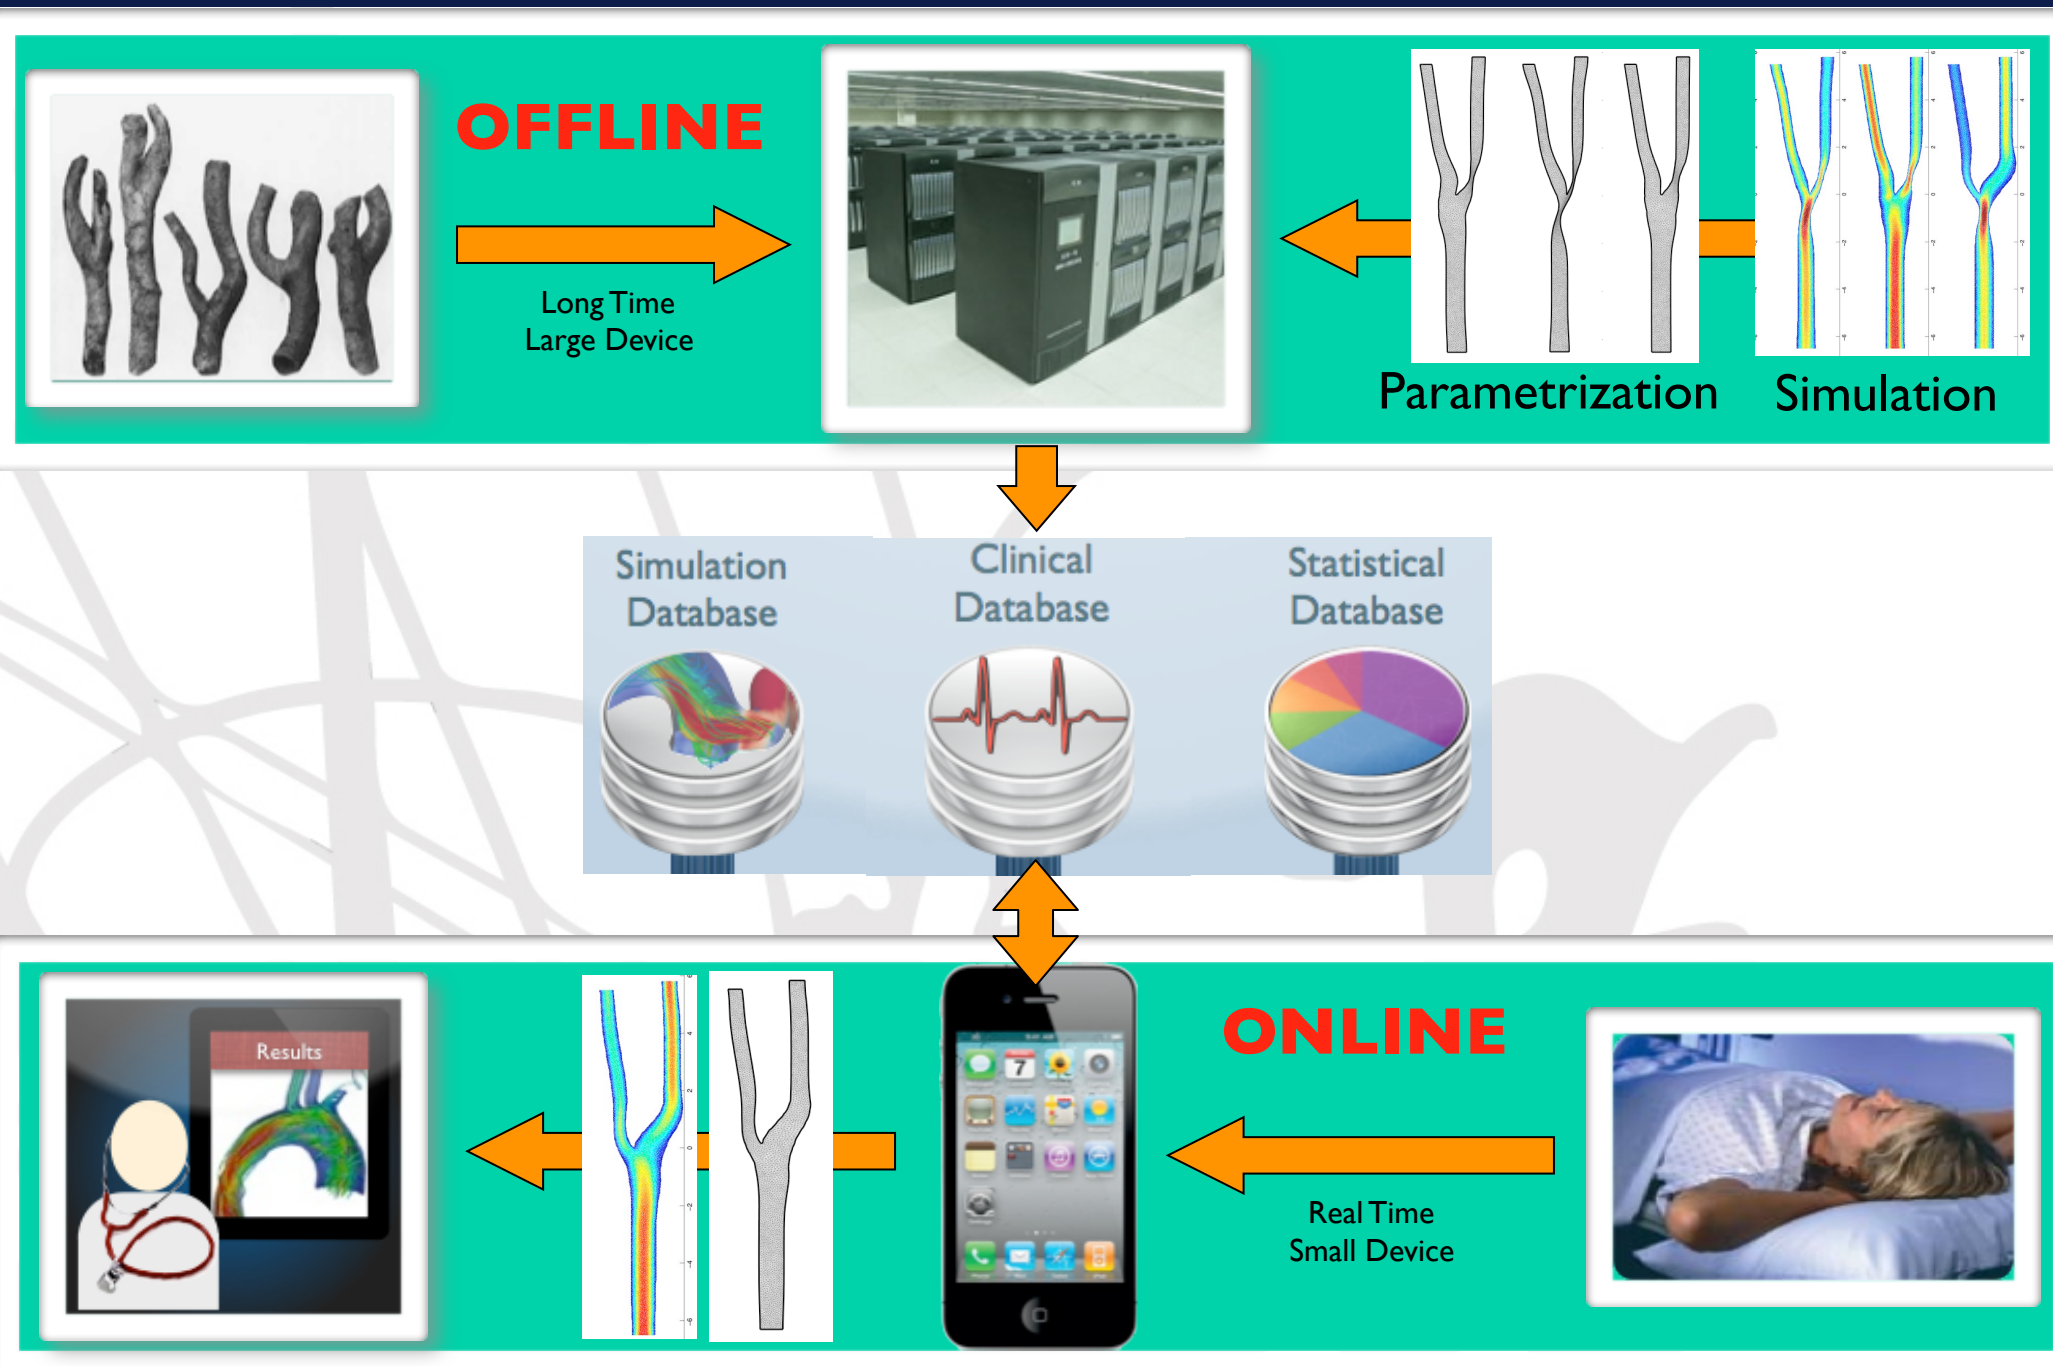 OFFLINE
Long Time
Large Device
Parametrization
Simulation
Simulation
Database
Clinical
Database
Statistical
Database
Results
7
ONLINE
Real Time
Small Device